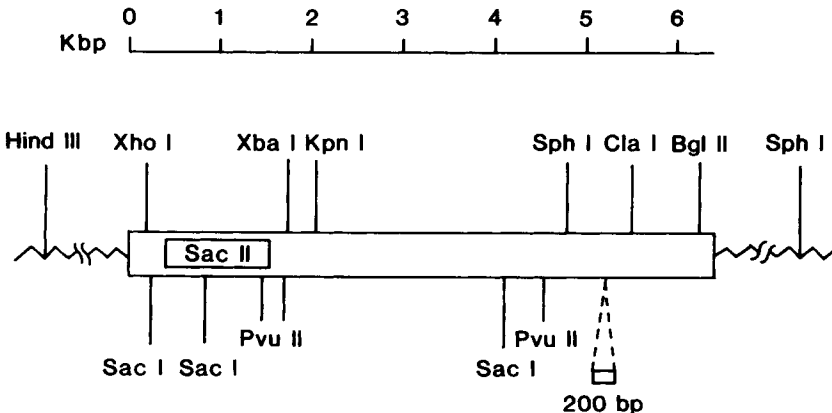 0 1 2 3 4 5 6
Kbp
Hind III Xho I Xba I Kpn I Sph I Cla I Bgl II Sph I
Sac II
Pvu II Pvu II
Sac I Sac I Sac I
200 bp